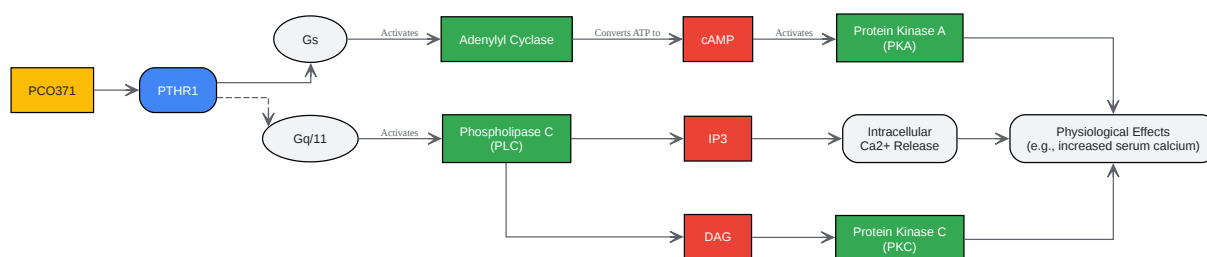 Gs
Activates
Adenylyl Cyclase
Converts ATP to
cAMP
Activates
Protein Kinase A
(PKA)
PCO371
PTHR1
Gq/11
Activates
Phospholipase C
(PLC)
IP3
Intracellular
Ca2+ Release
Physiological Effects
(e.g., increased serum calcium)
DAG
Protein Kinase C
(PKC)